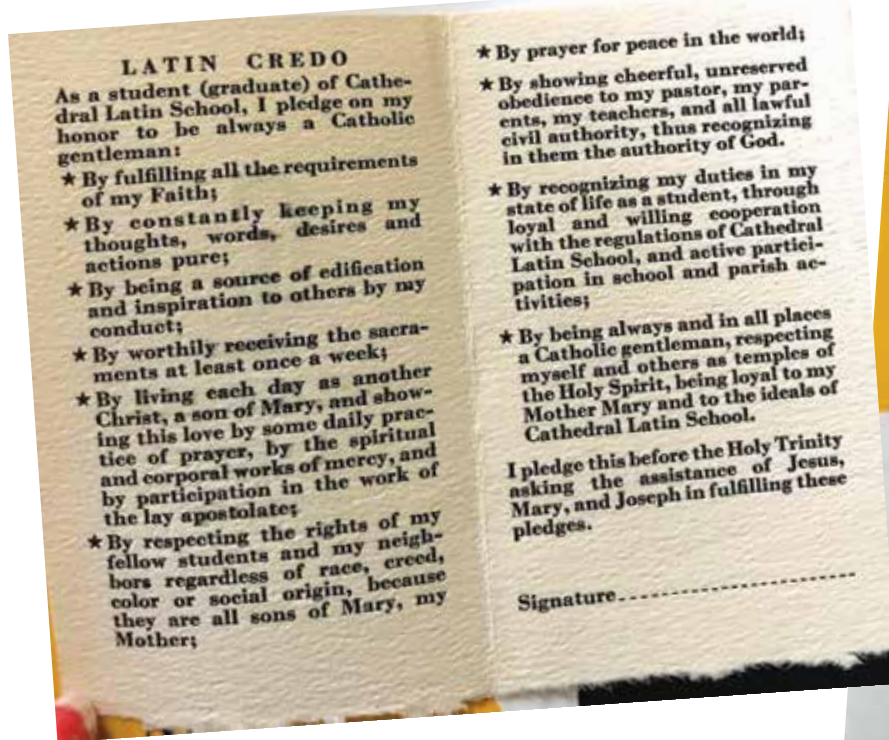 LATIN CREDO
As a student (graduate) of Cathe-
dral Latin School, I pledge on my
honor to be always a Catholic
gentleman:
★ By fulfilling all the requirements
of my Faith;
★ By constantly keeping my
thoughts, words, desires and
actions pure;
★ By being a source of edification
and inspiration to others by my
conduct;
★ By worthily receiving the sacra-
ments at least once a week;
★ By living each day as another
Christ, a son of Mary, and show-
ing this love by some daily prac-
tice of prayer, by the spiritual
and corporal works of mercy, and
by participation in the work of
the lay apostolate;
★ By respecting the rights of my
fellow students and my neigh-
bors regardless of race, creed,
color or social origin, because
they are all sons of Mary, my
Mother;
★ By prayer for peace in the world;
★ By showing cheerful, unreserved
obedience to my pastor, my par-
ents, my teachers, and all lawful
civil authority, thus recognizing
in them the authority of God.
★ By recognizing my duties in my
state of life as a student, through
loyal and willing cooperation
with the regulations of Cathedral
Latin School, and active partici-
pation in school and parish ac-
tivities;
★ By being always and in all places
a Catholic gentleman, respecting
myself and others as temples of
the Holy Spirit, being loyal to my
Mother Mary and to the ideals of
Cathedral Latin School.
I pledge this before the Holy Trinity
asking the assistance of Jesus,
Mary, and Joseph in fulfilling these
pledges.
Signature